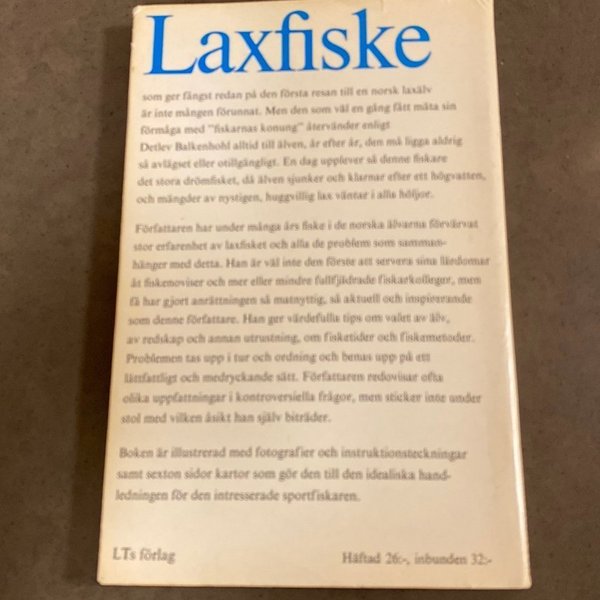 Laxfiske
som ger fångst redan på den första resan till en norsk laxälv
är inte mången förunnat. Men den som väl en gång fått mäta sin
förmåga med "fiskarnas konung" återvänder enligt
Detlev Balkenhohl alltid till älven, år efter år, den må ligga aldrig
så avlägset eller otillgängligt. En dag upplever så denne fiskare
det stora drömfisket, då älven sjunker och klarnar efter ett högvatten,
och mängder av nystigen, huggvillig lax väntar i alla höljor.
Författaren har under många års fiske i de norska älvarna förvärvat
stor erfarenhet av laxfisket och alla de problem som samman-
hänger med detta. Han är väl inte den förste att servera sina lärdomar
åt fiskenoviser och mer eller mindre fullfjädrade fiskarkolleger, men
få har gjort anrättningen så matnyttig, så aktuell och inspirerande
som denne författare. Han ger värdefulla tips om valet av älv,
av redskap och annan utrustning, om fisketider och fiskemetoder.
Problemen tas upp i tur och ordning och benas upp på ett
lättfattligt och medryckande sätt. Författaren redovisar ofta
olika uppfattningar i kontroversiella frågor, men sticker inte under
stol med vilken åsikt han själv biträder.
Boken är illustrerad med fotografier och instruktionsteckningar
samt sexton sidor kartor som gör den till den idealiska hand-
ledningen för den intresserade sportfiskaren.
LTs förlag Häftad 26:-, inbunden 32:-